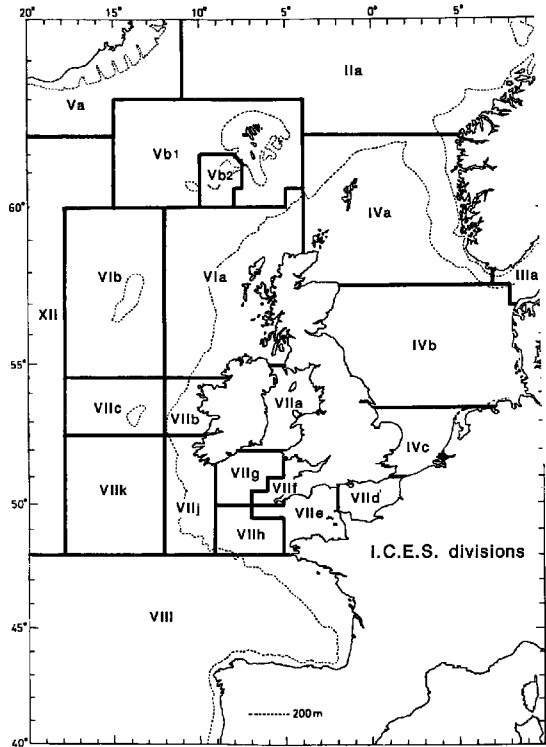 20° 15° 10° 5° 0° 5°
IIa
Va
Vb1
Vb2
60°
IVa
VIb
VIa
IIIa
XII
IVb
55°
VIIc
VIIb
VIIa
IVc
VIIg
VIIk
VIIj
VIIf
VIId
50°
VIIe
VIIh
I.C.E.S. divisions
VIII
45°
200m
40°